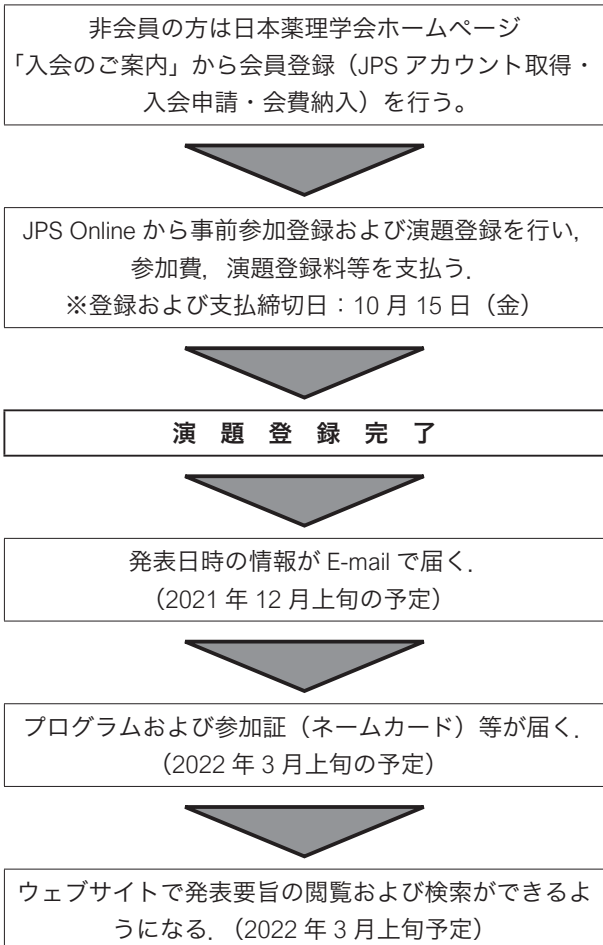 非会員の方は日本薬理学会ホームページ
「入会のご案内」から会員登録（JPS アカウント取得・
入会申請・会費納入）を行う。
JPS Online から事前参加登録および演題登録を行い，
参加費，演題登録料等を支払う．
※登録および支払締切日：10 月 15 日（金）
演 題 登 録 完 了
発表日時の情報が E-mail で届く．
（2021 年 12 月上旬の予定）
プログラムおよび参加証（ネームカード）等が届く．
（2022 年 3 月上旬の予定）
ウェブサイトで発表要旨の閲覧および検索ができるよ
うになる．（2022 年 3 月上旬予定）